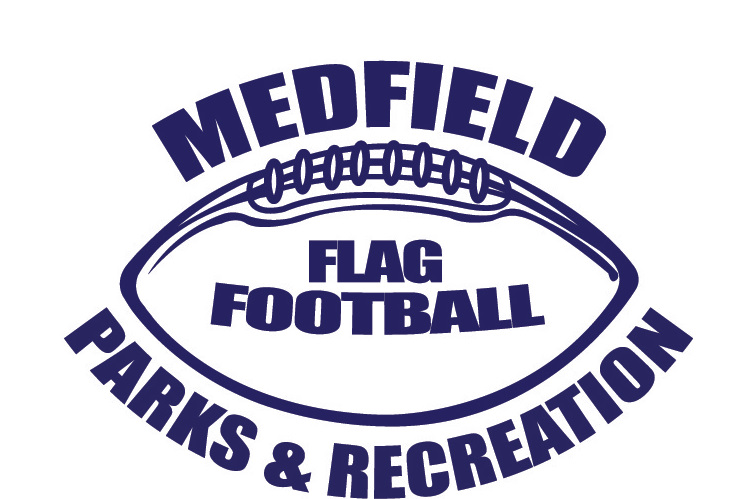 MEDFIELD
FLAG
FOOTBALL
PARKS & RECREATION